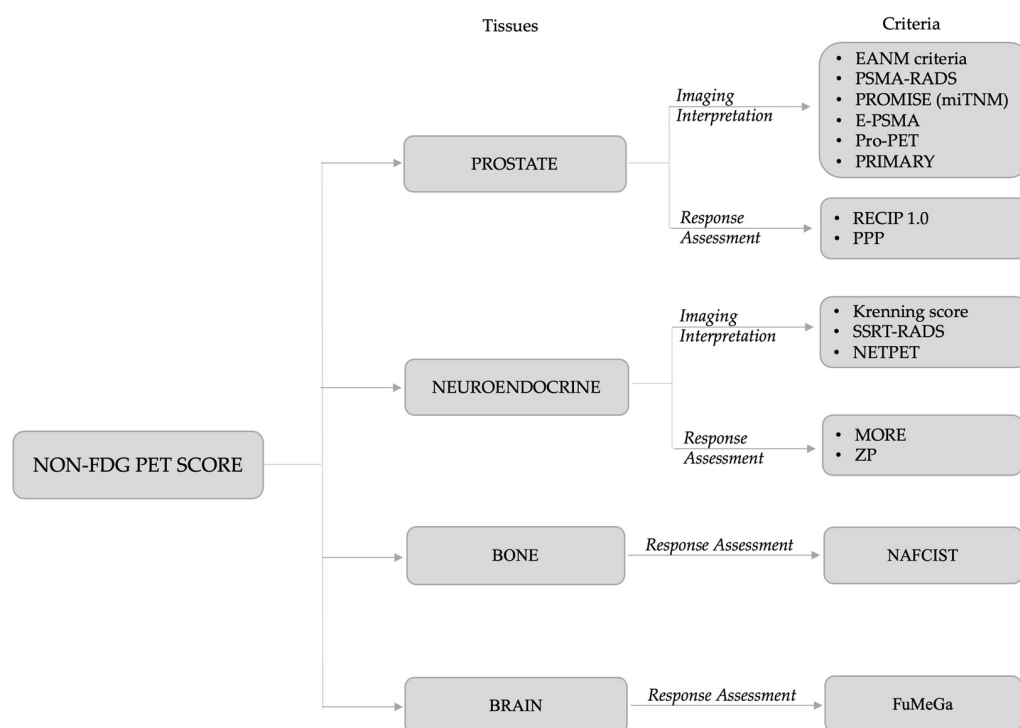 Tissues
Criteria
NON-FDG PET SCORE
PROSTATE
Imaging
Interpretation
• EANM criteria
• PSMA-RADS
• PROMISE (miTNM)
• E-PSMA
• Pro-PET
• PRIMARY
Response
Assessment
• RECIP 1.0
• PPP
NEUROENDOCRINE
Imaging
Interpretation
• Krenning score
• SSRT-RADS
• NETPET
Response
Assessment
• MORE
• ZP
BONE
Response Assessment
NAFCIST
BRAIN
Response Assessment
FuMeGa